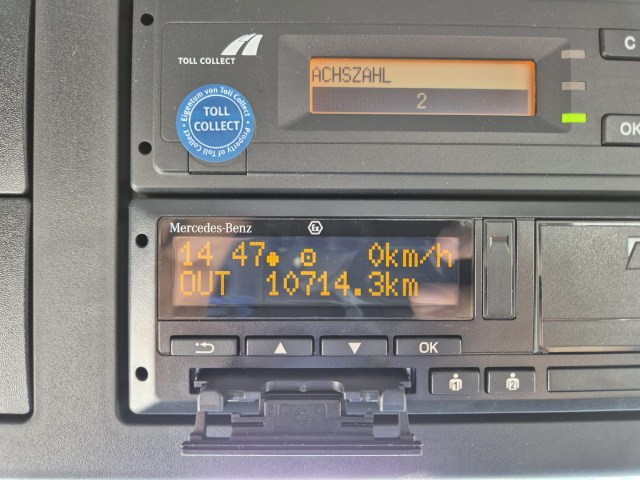 TOLL COLLECT
Eigentum von Toll Collect
TOLL
COLLECT
Property of Toll Collect
ACHSZAHL
2
C
OK
Mercedes-Benz
Ex
14 47 0km/h
OUT 10714.3km
OK
1
2